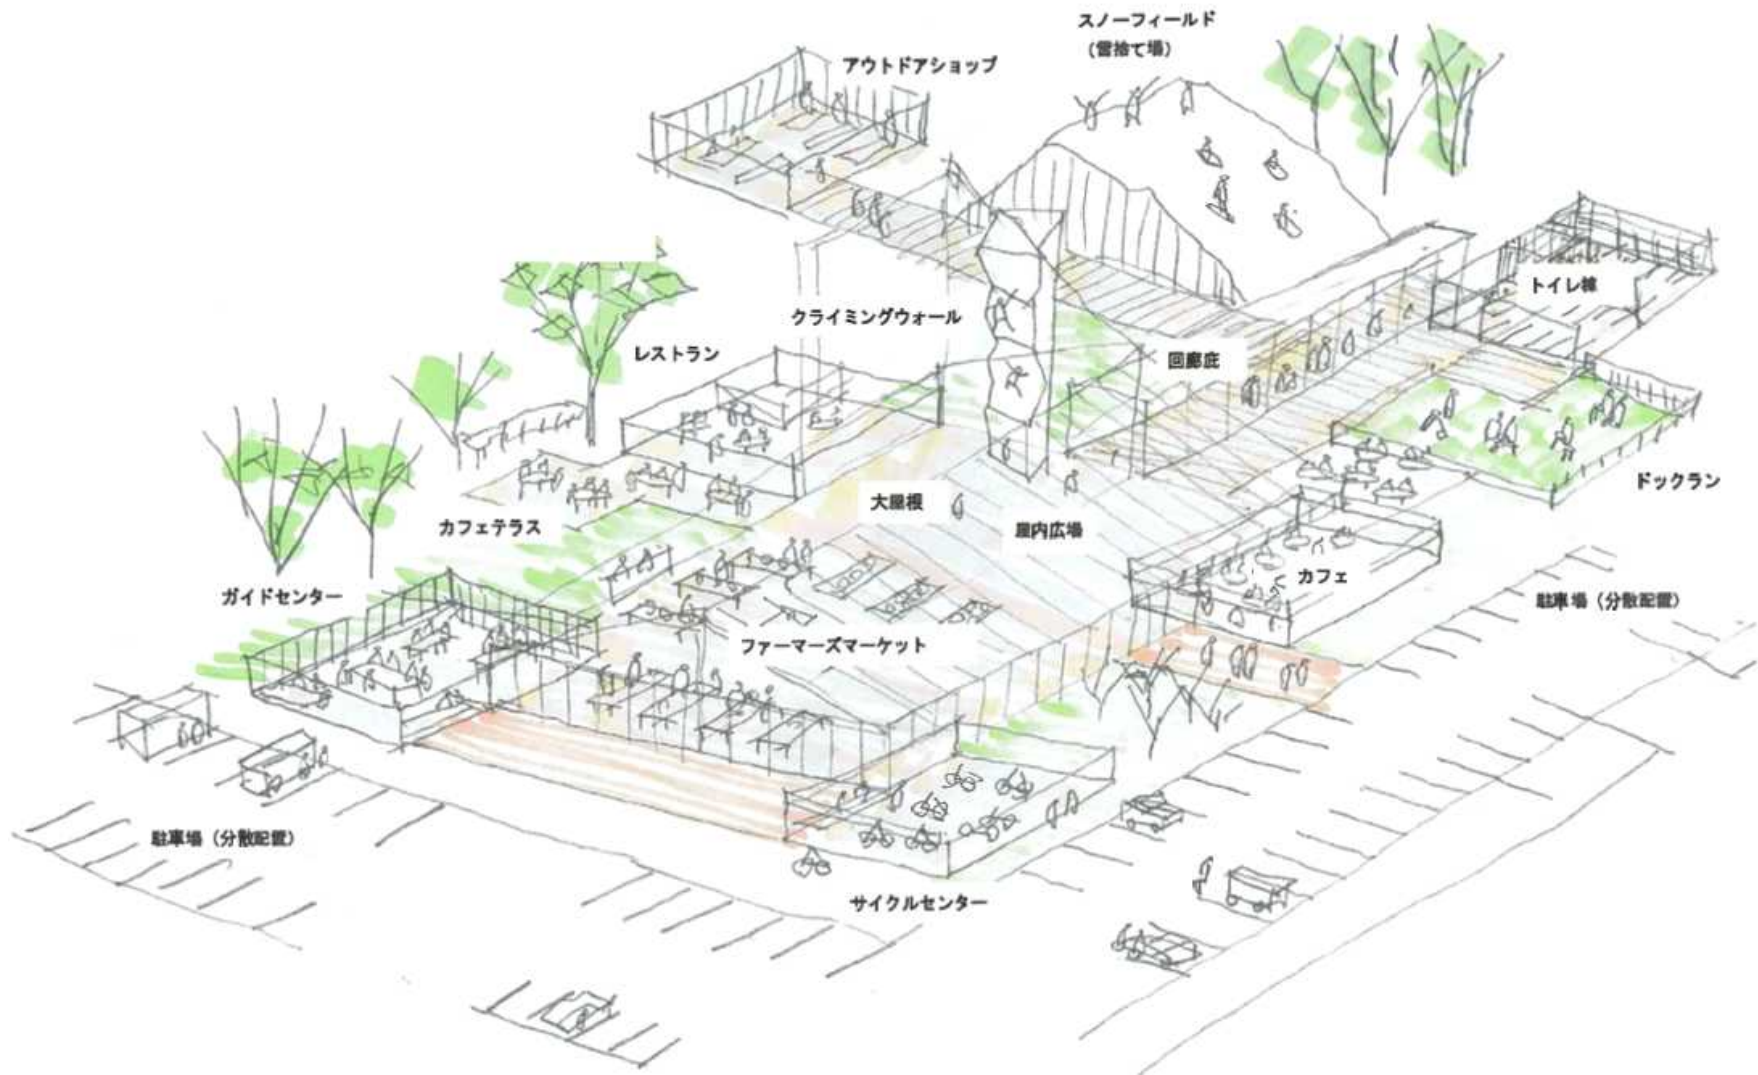 スノーフィールド
（雪捨て場）
アウトドアショップ
トイレ棟
クライミングウォール
レストラン
回廊庇
ドックラン
大屋根
屋内広場
カフェテラス
カフェ
ガイドセンター
駐車場（分散配置）
ファーマーズマーケット
駐車場（分散配置）
サイクルセンター